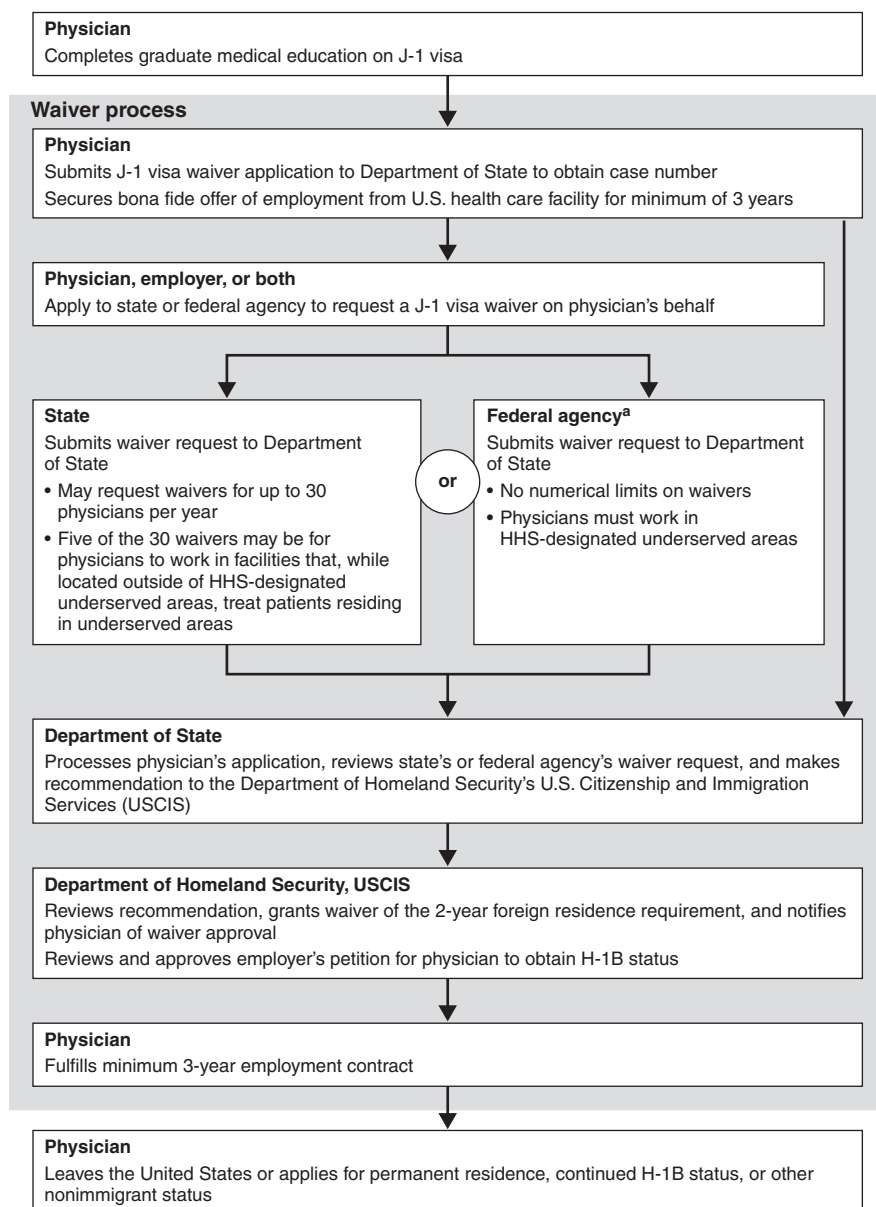 Physician
Completes graduate medical education on J-1 visa
Waiver process
Physician
Submits J-1 visa waiver application to Department of State to obtain case number
Secures bona fide offer of employment from U.S. health care facility for minimum of 3 years
Physician, employer, or both
Apply to state or federal agency to request a J-1 visa waiver on physician's behalf
State
Submits waiver request to Department
of State
• May request waivers for up to 30
physicians per year
• Five of the 30 waivers may be for
physicians to work in facilities that, while
located outside of HHS-designated
underserved areas, treat patients residing
in underserved areas
or
Federal agencyᵃ
Submits waiver request to Department
of State
• No numerical limits on waivers
• Physicians must work in
HHS-designated underserved areas
Department of State
Processes physician's application, reviews state's or federal agency's waiver request, and makes
recommendation to the Department of Homeland Security's U.S. Citizenship and Immigration
Services (USCIS)
Department of Homeland Security, USCIS
Reviews recommendation, grants waiver of the 2-year foreign residence requirement, and notifies
physician of waiver approval
Reviews and approves employer's petition for physician to obtain H-1B status
Physician
Fulfills minimum 3-year employment contract
Physician
Leaves the United States or applies for permanent residence, continued H-1B status, or other
nonimmigrant status